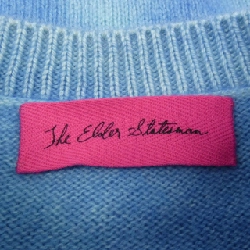 The Elder Statesman